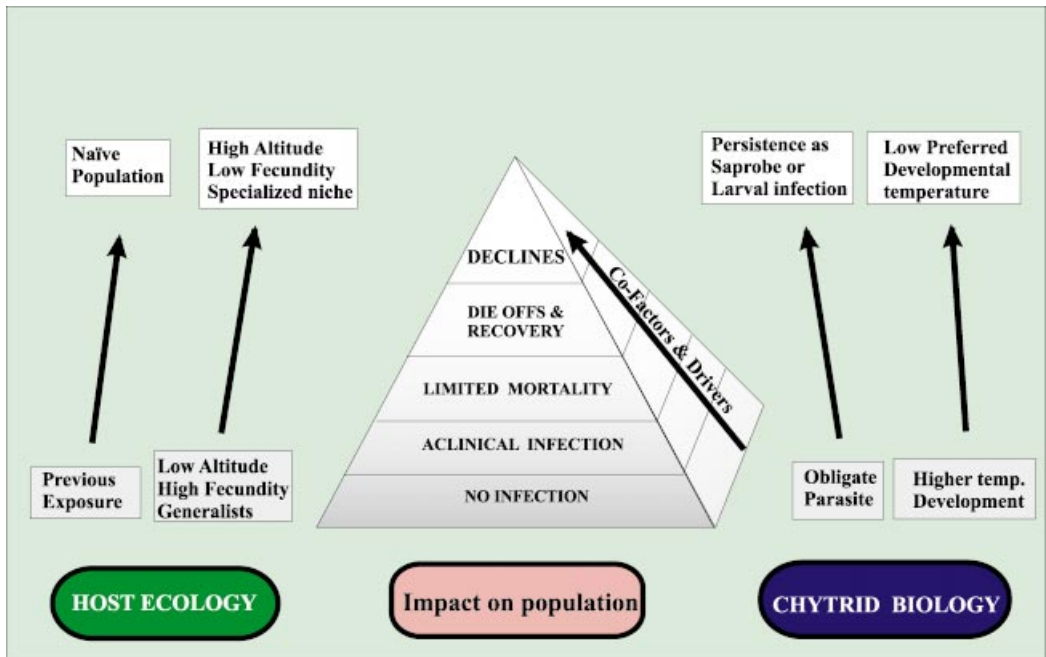 Naïve
Population
High Altitude
Low Fecundity
Specialized niche
Persistence as
Saprobe or
Larval infection
Low Preferred
Developmental
temperature
DECLINES
DIE OFFS &
RECOVERY
LIMITED MORTALITY
ACLINICAL INFECTION
NO INFECTION
Co-Factors & Drivers
Previous
Exposure
Low Altitude
High Fecundity
Generalists
Obligate
Parasite
Higher temp.
Development
HOST ECOLOGY
Impact on population
CHYTRID BIOLOGY